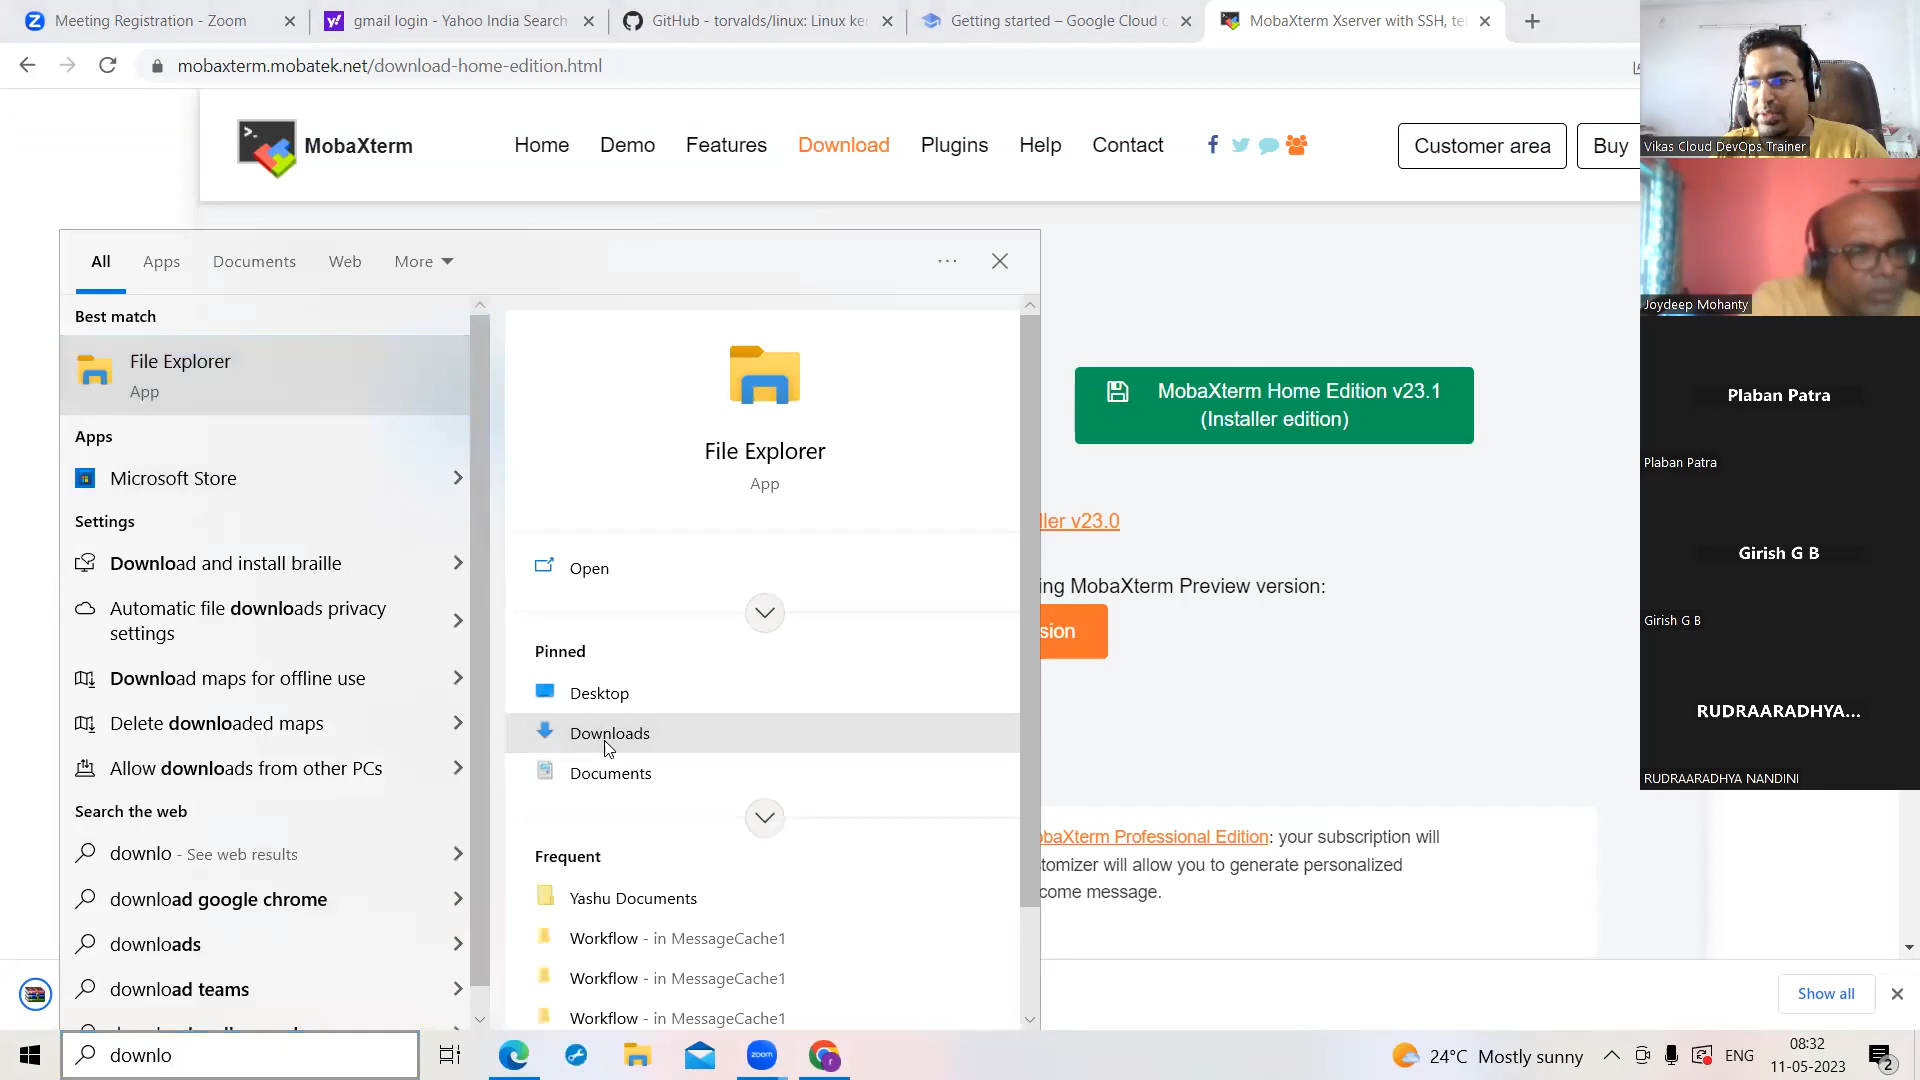 Meeting Registration - Zoom
gmail login - Yahoo India Search
GitHub - torvalds/linux: Linux ke
Getting started – Google Cloud c
MobaXterm Xserver with SSH, tel
mobaxterm.mobatek.net/download-home-edition.html
MobaXterm
Home
Demo
Features
Download
Plugins
Help
Contact
Customer area
Buy
Vikas Cloud DevOps Trainer
Joydeep Mohanty
Plaban Patra
Plaban Patra
Girish G B
Girish G B
RUDRAARADHYA...
RUDRAARADHYA NANDINI
All
Apps
Documents
Web
More
Best match
File Explorer
App
Apps
Microsoft Store
Settings
Download and install braille
Automatic file downloads privacy
settings
Download maps for offline use
Delete downloaded maps
Allow downloads from other PCs
Search the web
downlo - See web results
download google chrome
downloads
download teams
File Explorer
App
Open
Pinned
Desktop
Downloads
Documents
Frequent
Yashu Documents
Workflow - in MessageCache1
Workflow - in MessageCache1
Workflow - in MessageCache1
MobaXterm Home Edition v23.1
(Installer edition)
ller v23.0
ing MobaXterm Preview version:
sion
obaXterm Professional Edition: your subscription will
tomizer will allow you to generate personalized
come message.
Show all
downlo
zoom
r
24°C Mostly sunny
ENG
08:32
11-05-2023
2